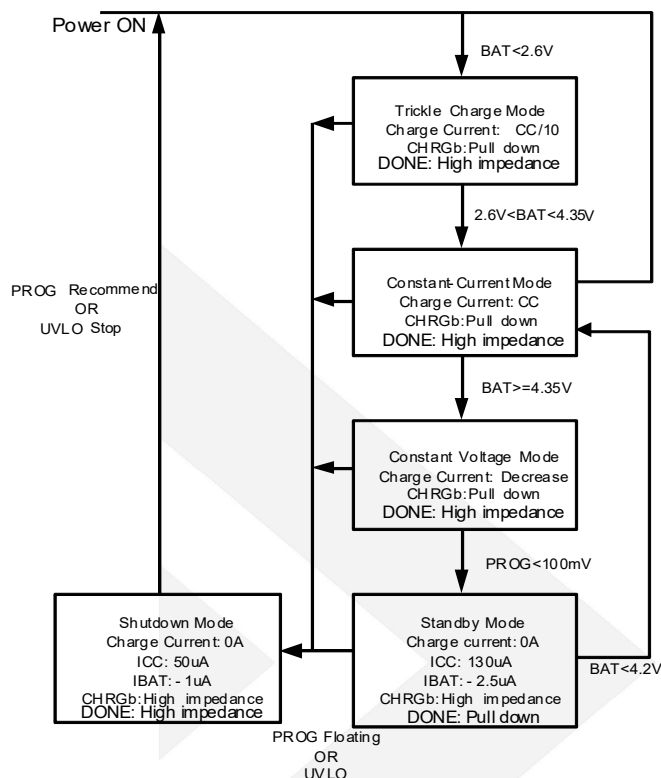 Power ON
BAT<2.6V
Trickle Charge Mode
Charge Current: CC/10
CHRGb:Pull down
DONE: High impedance
2.6V<BAT<4.35V
Constant-Current Mode
Charge Current: CC
CHRGb:Pull down
DONE: High impedance
PROG Recommend
OR
UVLO Stop
BAT>=4.35V
Constant Voltage Mode
Charge Current: Decrease
CHRGb:Pull down
DONE: High impedance
PROG<100mV
Shutdown Mode
Charge Current: 0A
ICC: 50uA
IBAT: - 1uA
CHRGb:High impedance
DONE: High impedance
Standby Mode
Charge current: 0A
ICC: 130uA
IBAT: - 2.5uA
CHRGb:High impedance
DONE: Pull down
BAT<4.2V
PROG Floating
OR
UVLO